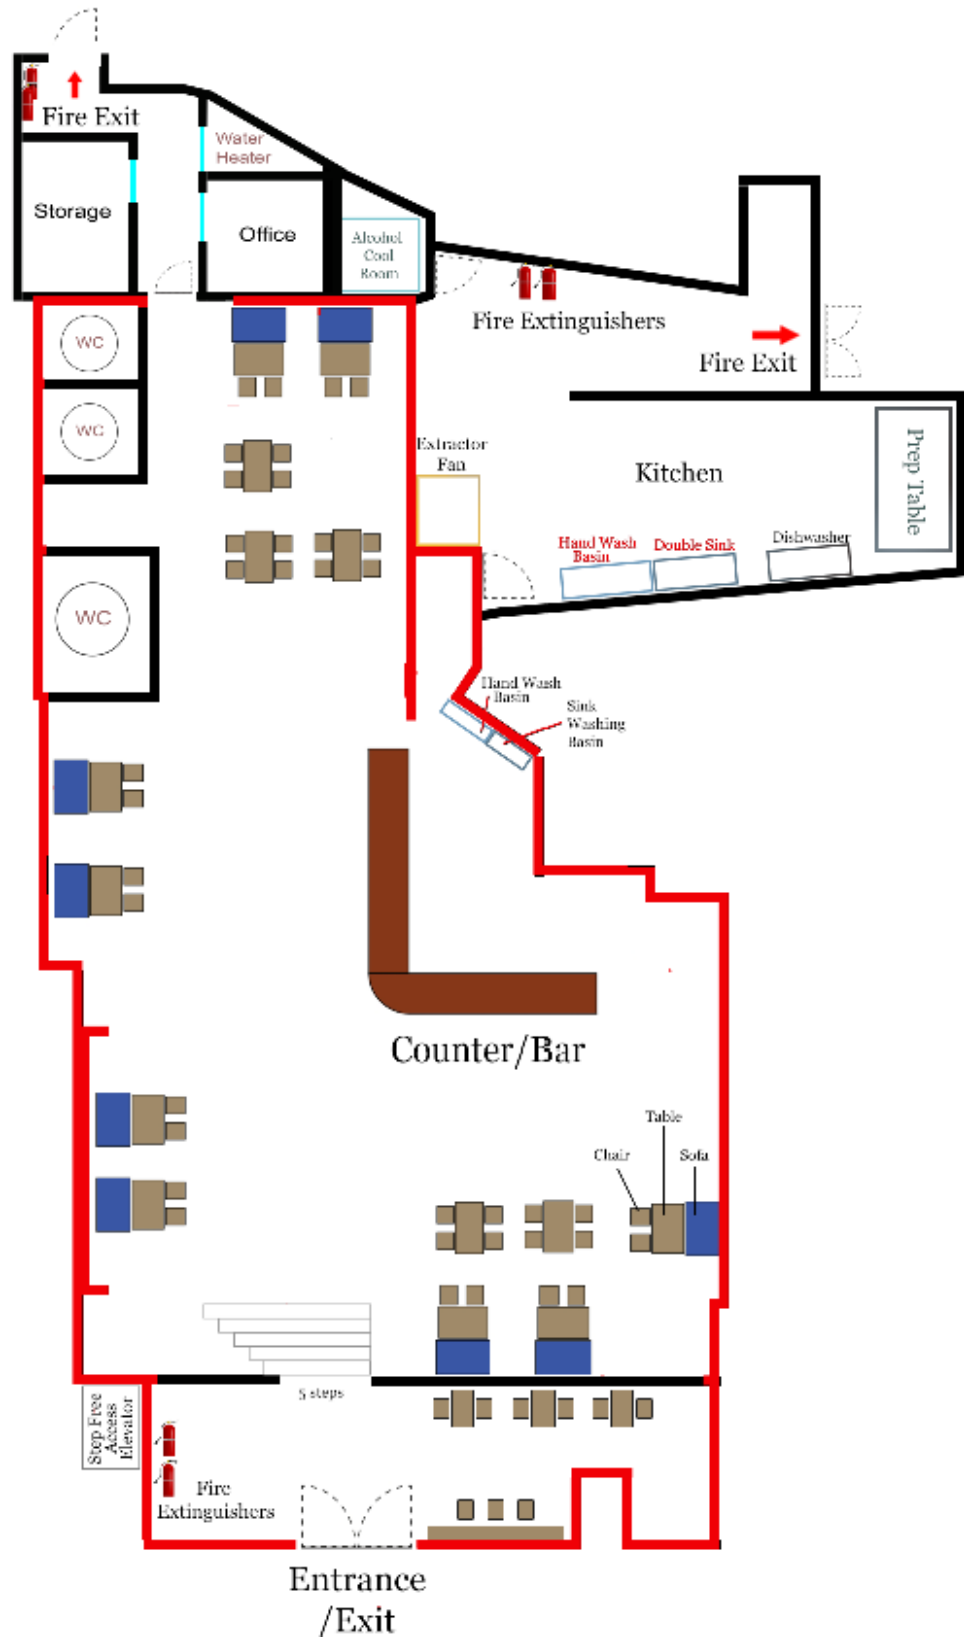 Fire Exit
Water
Heater
Storage
Office
Alcohol
Cool
Room
Fire Extinguishers
Fire Exit
WC
WC
Extractor
Fan
Kitchen
Prep Table
Hand Wash
Basin
Double Sink
Dishwasher
WC
Hand Wash
Basin
Sink
Washing
Basin
Counter/Bar
Table
Chair
Sofa
5 steps
Step Free
Access
Elevator
Fire
Extinguishers
Entrance
/Exit